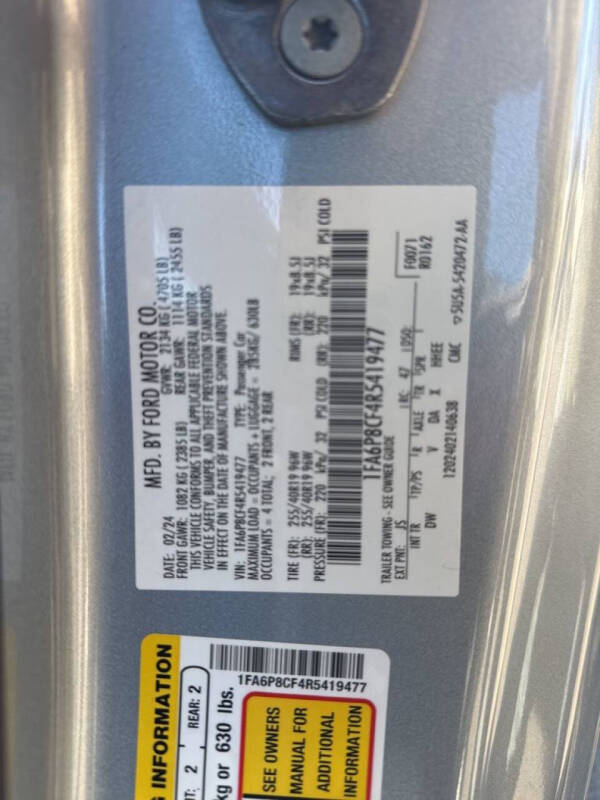 MFD. BY FORD MOTOR CO.
DATE: 02/24 GVWR: 2134 KG ( 4705 LB)
FRONT GAWR: 1082 KG ( 2385 LB) REAR GAWR: 1114 KG ( 2455 LB)
THIS VEHICLE CONFORMS TO ALL APPLICABLE FEDERAL MOTOR
VEHICLE SAFETY, BUMPER, AND THEFT PREVENTION STANDARDS
IN EFFECT ON THE DATE OF MANUFACTURE SHOWN ABOVE.
VIN: 1FA6P8CF4R5419477 TYPE: Passenger Car
MAXIMUM LOAD = OCCUPANTS + LUGGAGE = 285KG/ 630LB
OCCUPANTS = 4 TOTAL; 2 FRONT, 2 REAR
TIRE (FR): 255/40R19 96W RIMS (FR): 19x8.5J
(RR): 255/40R19 96W (RR): 19x8.5J
PRESSURE (FR): 220 kPa/ 32 PSI COLD (RR): 220 kPa/ 32 PSI COLD
1FA6P8CF4R5419477
TRAILER TOWING - SEE OWNER GUIDE F0071
EXT PNT: JS RC: 47 DSO: R0162
INT TR TP/PS R AXLE TR SPR
DW V DA X HHEE
1202402140638 CMC SU5A-5420472-AA
1FA6P8CF4R5419477
INFORMATION
2 REAR: 2
kg or 630 lbs.
SEE OWNERS
MANUAL FOR
ADDITIONAL
INFORMATION